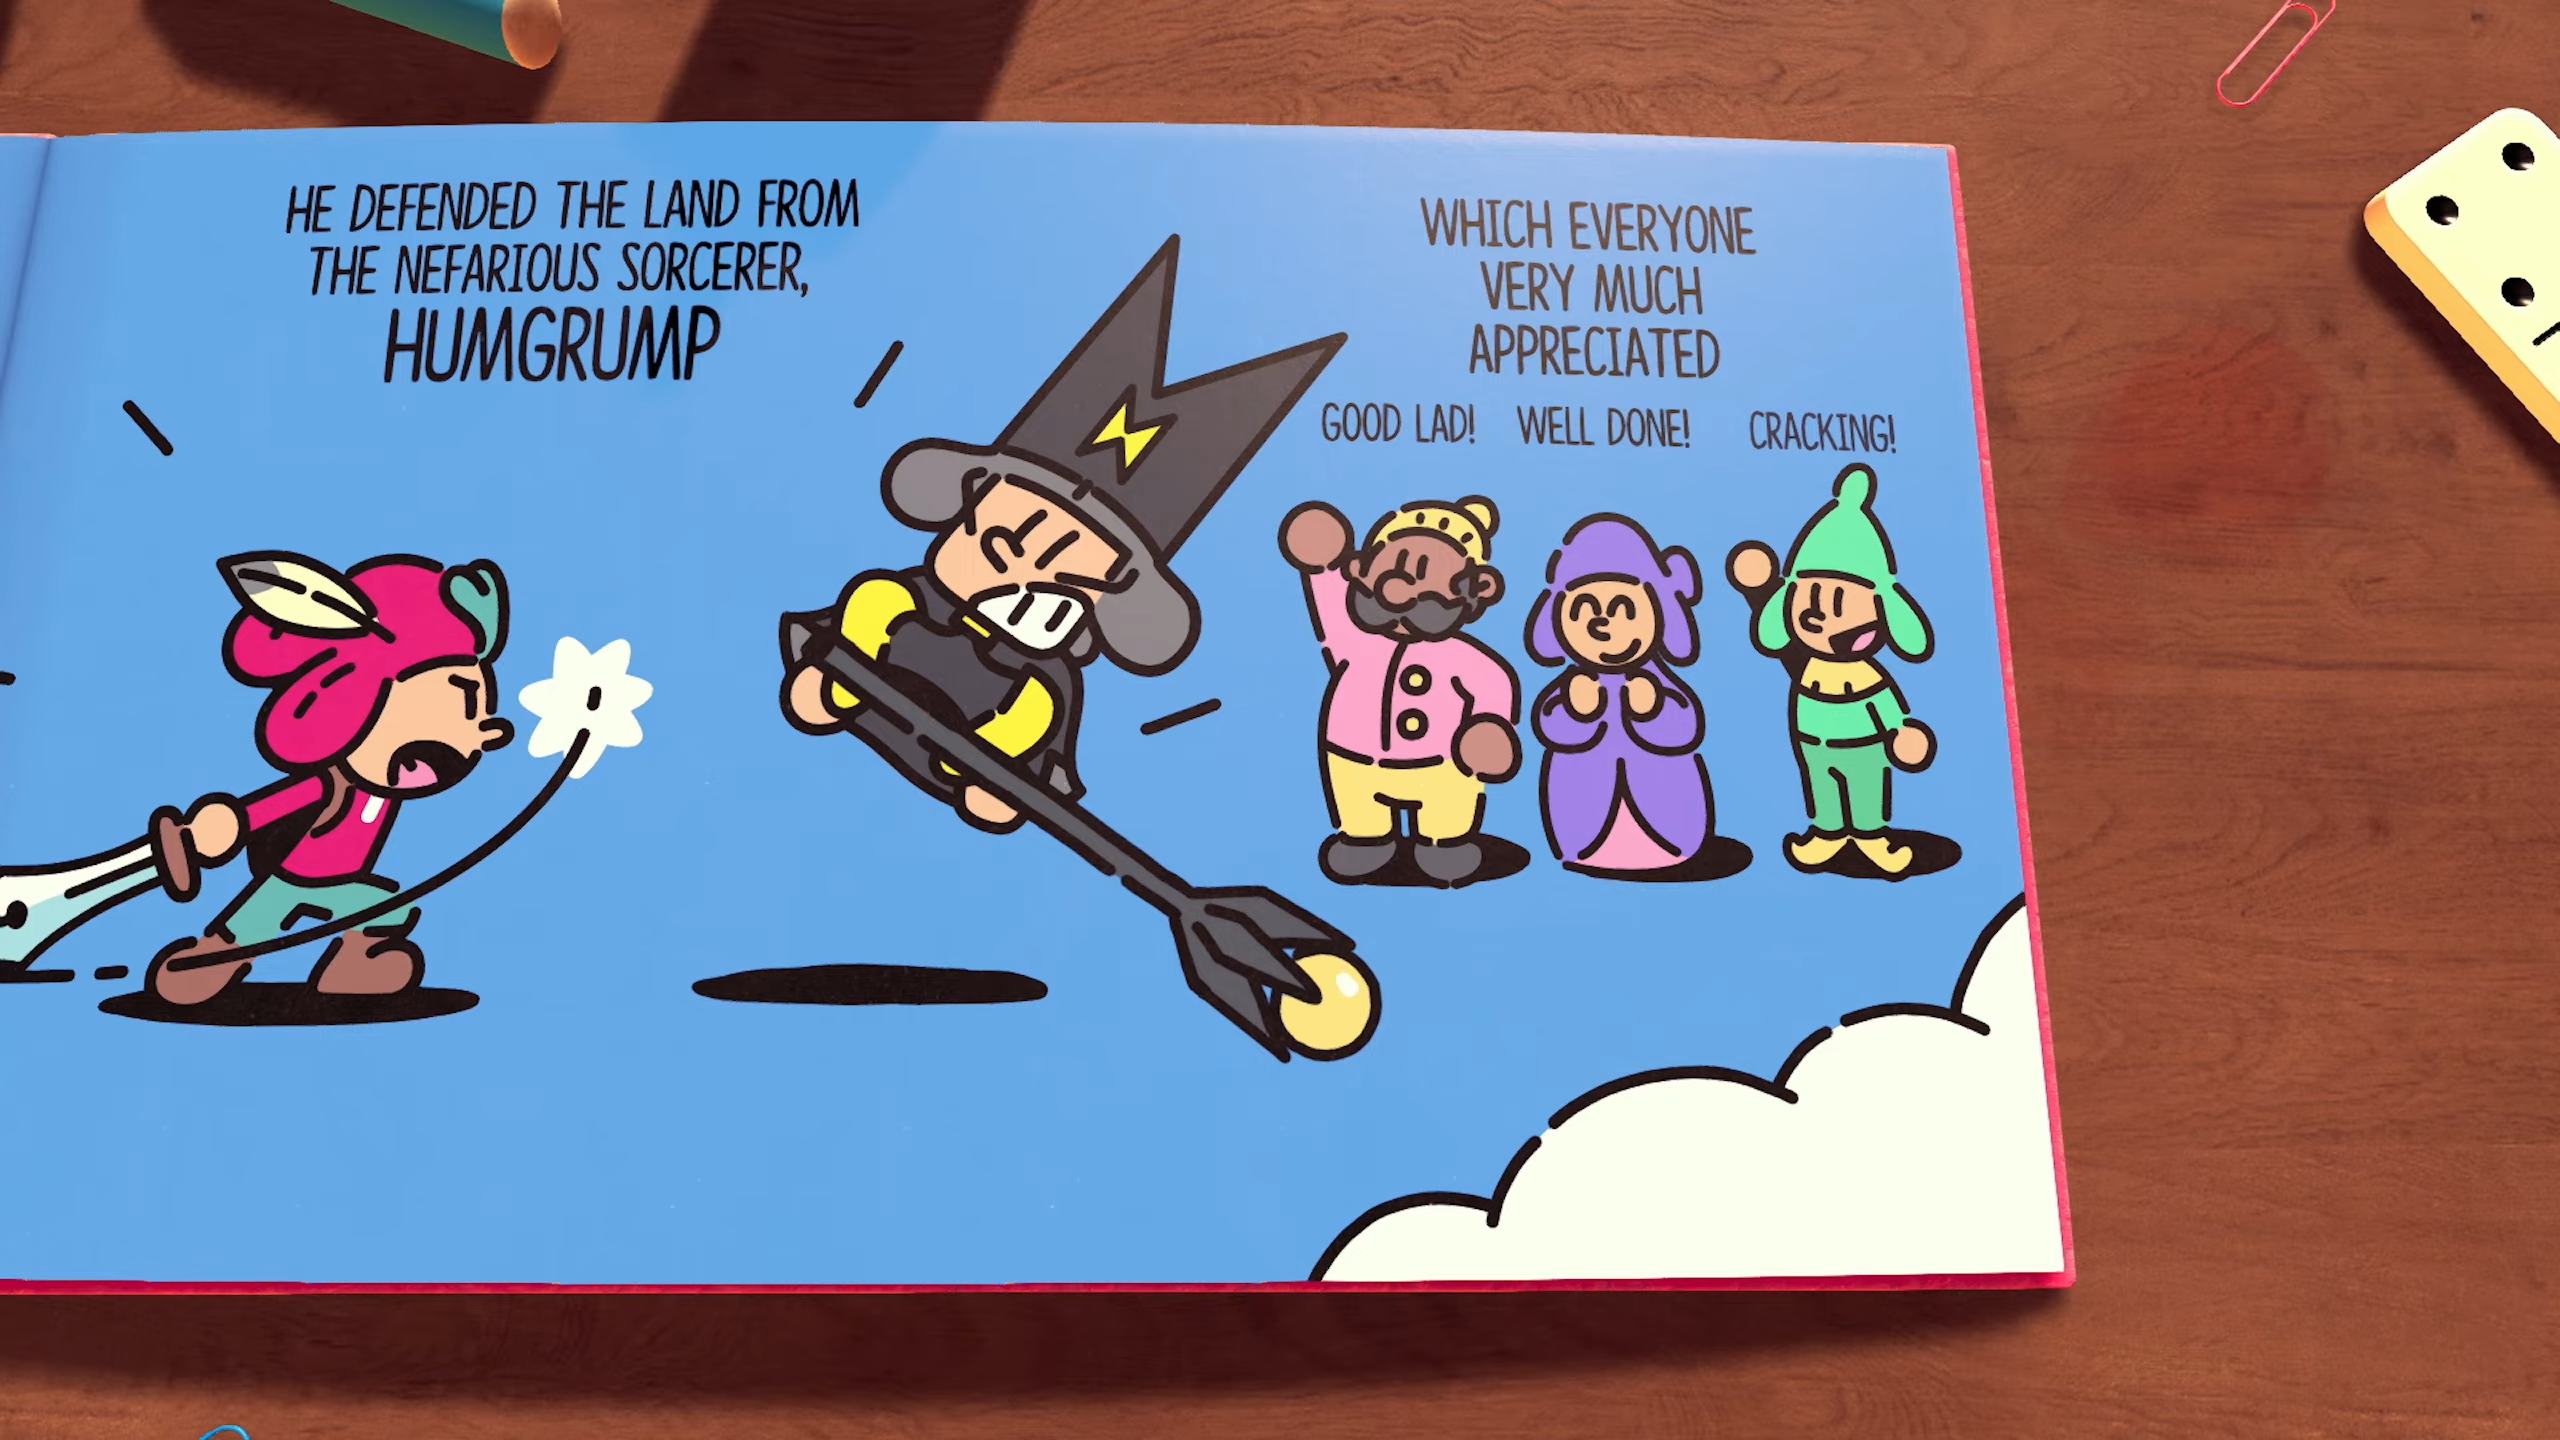 HE DEFENDED THE LAND FROM
THE NEFARIOUS SORCERER,
HUMGRUMP
WHICH EVERYONE
VERY MUCH
APPRECIATED
GOOD LAD! WELL DONE! CRACKING!